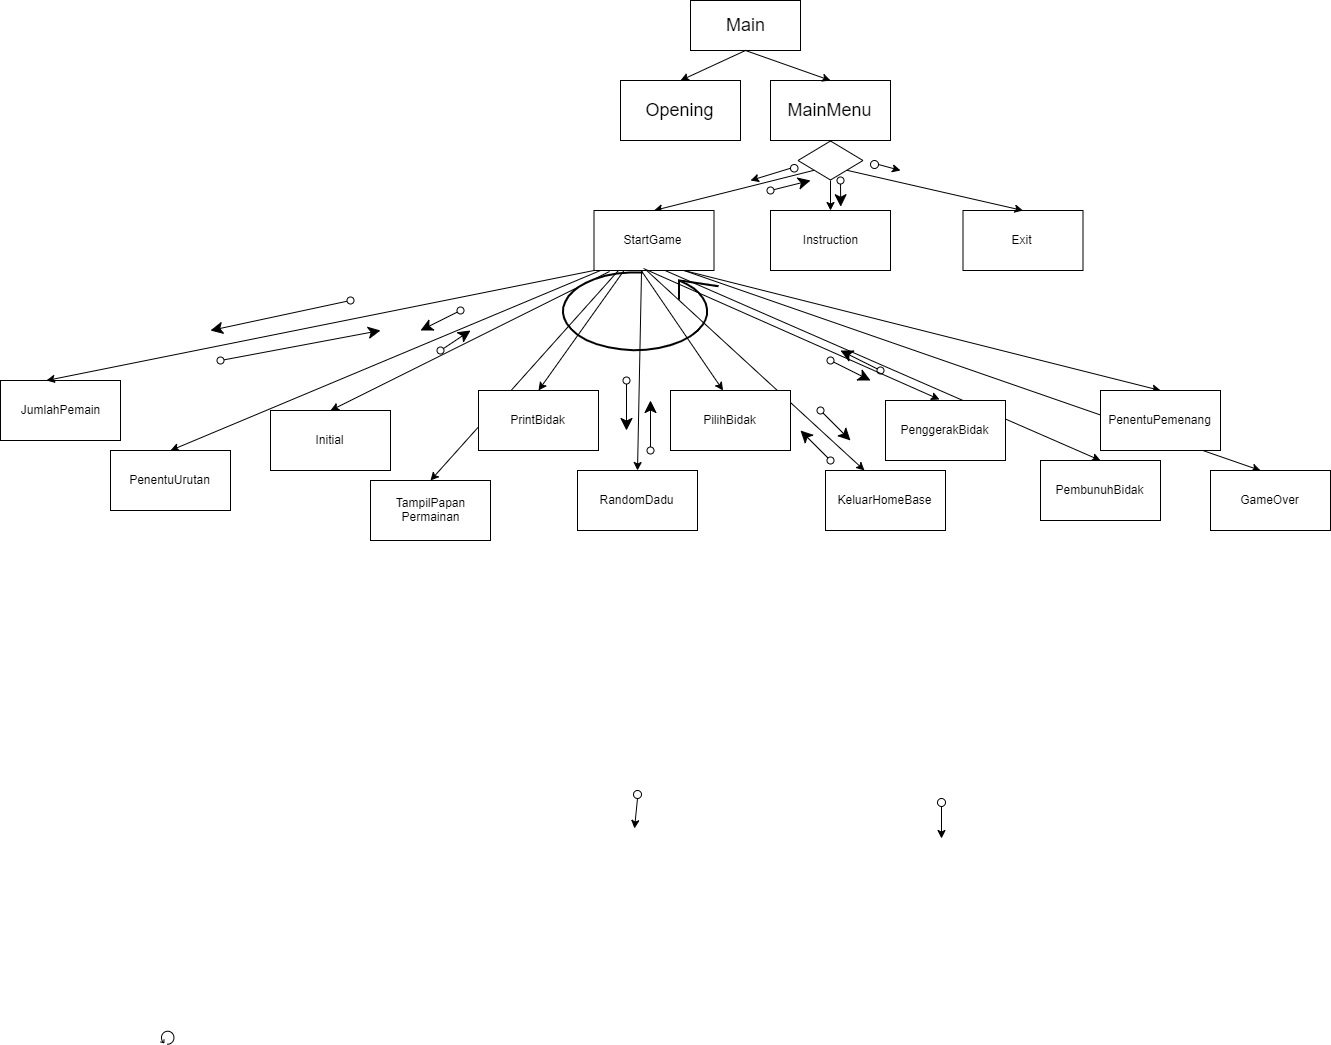 Main
Opening
MainMenu
StartGame
Instruction
Exit
JumlahPemain
PenentuUrutan
Initial
TampilPapan
Permainan
PrintBidak
RandomDadu
PilihBidak
KeluarHomeBase
PenggerakBidak
PembunuhBidak
PenentuPemenang
GameOver